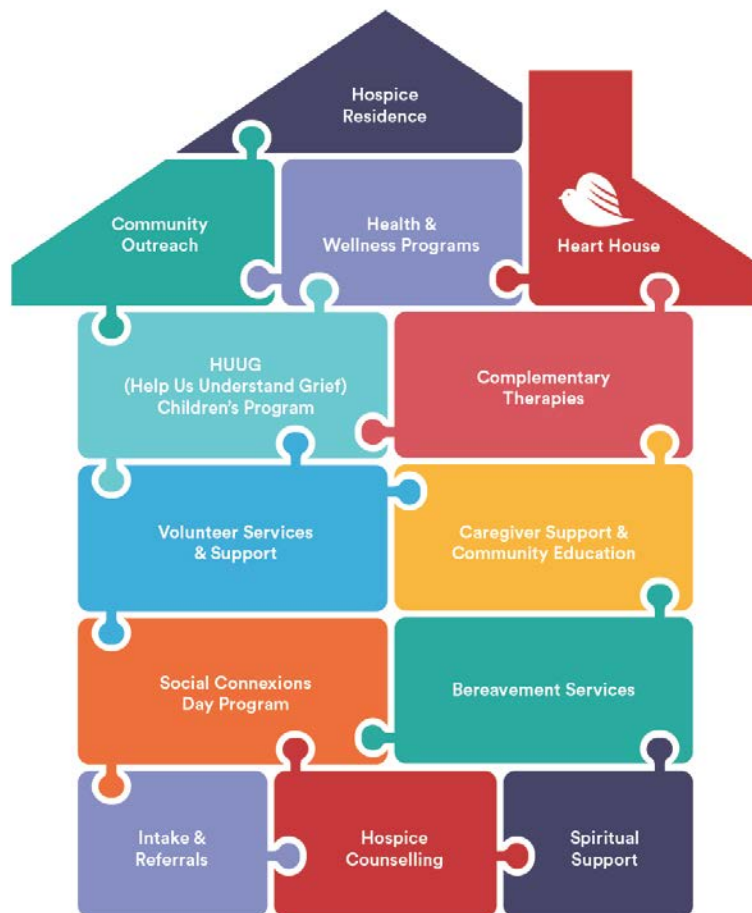 Hospice
Residence
Community
Outreach
Health &
Wellness Programs
Heart House
HUUG
(Help Us Understand Grief)
Children's Program
Complementary
Therapies
Volunteer Services
& Support
Caregiver Support &
Community Education
Social Connexions
Day Program
Bereavement Services
Intake &
Referrals
Hospice
Counselling
Spiritual
Support